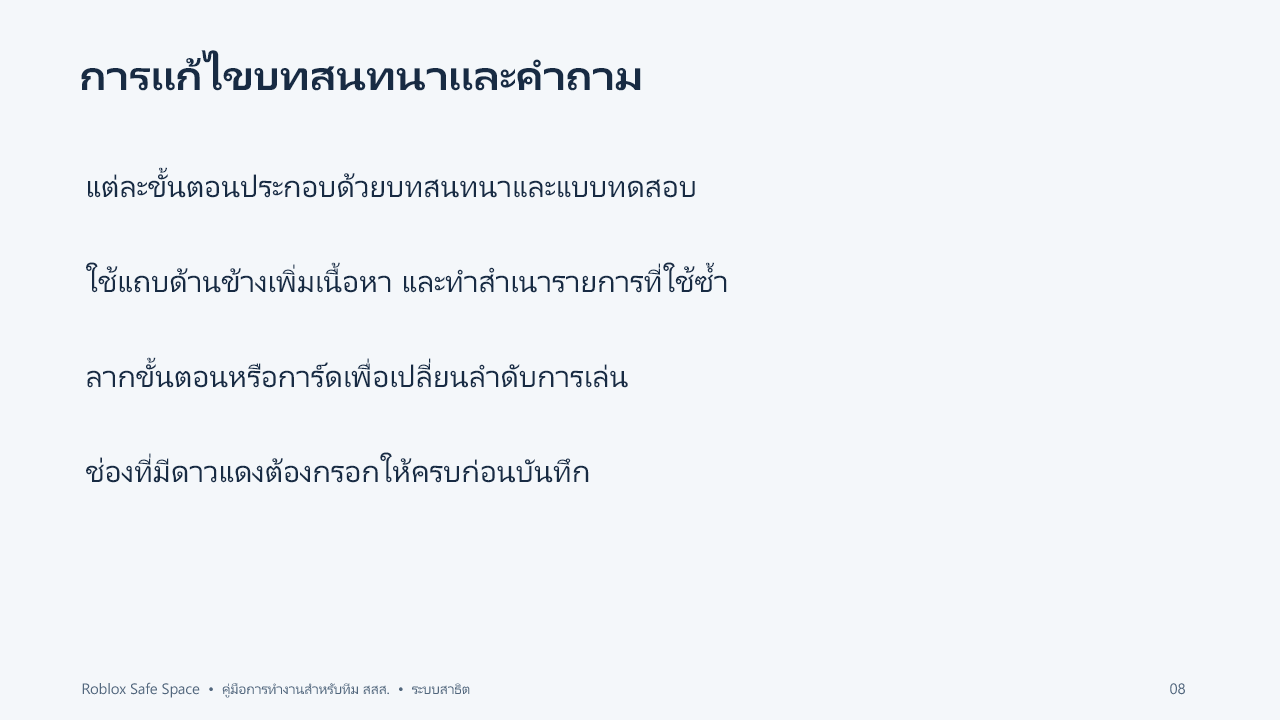 การแก้ไขบทสนทนาและคำถาม
แต่ละขั้นตอนประกอบด้วยบทสนทนาและแบบทดสอบ
ใช้แถบด้านข้างเพิ่มเนื้อหา และทำสำเนารายการที่ใช้ซ้ำ
ลากขั้นตอนหรือการ์ดเพื่อเปลี่ยนลำดับการเล่น
ช่องที่มีดาวแดงต้องกรอกให้ครบก่อนบันทึก
Roblox Safe Space • คู่มือการทำงานสำหรับทีม สสส. • ระบบสาธิต
08